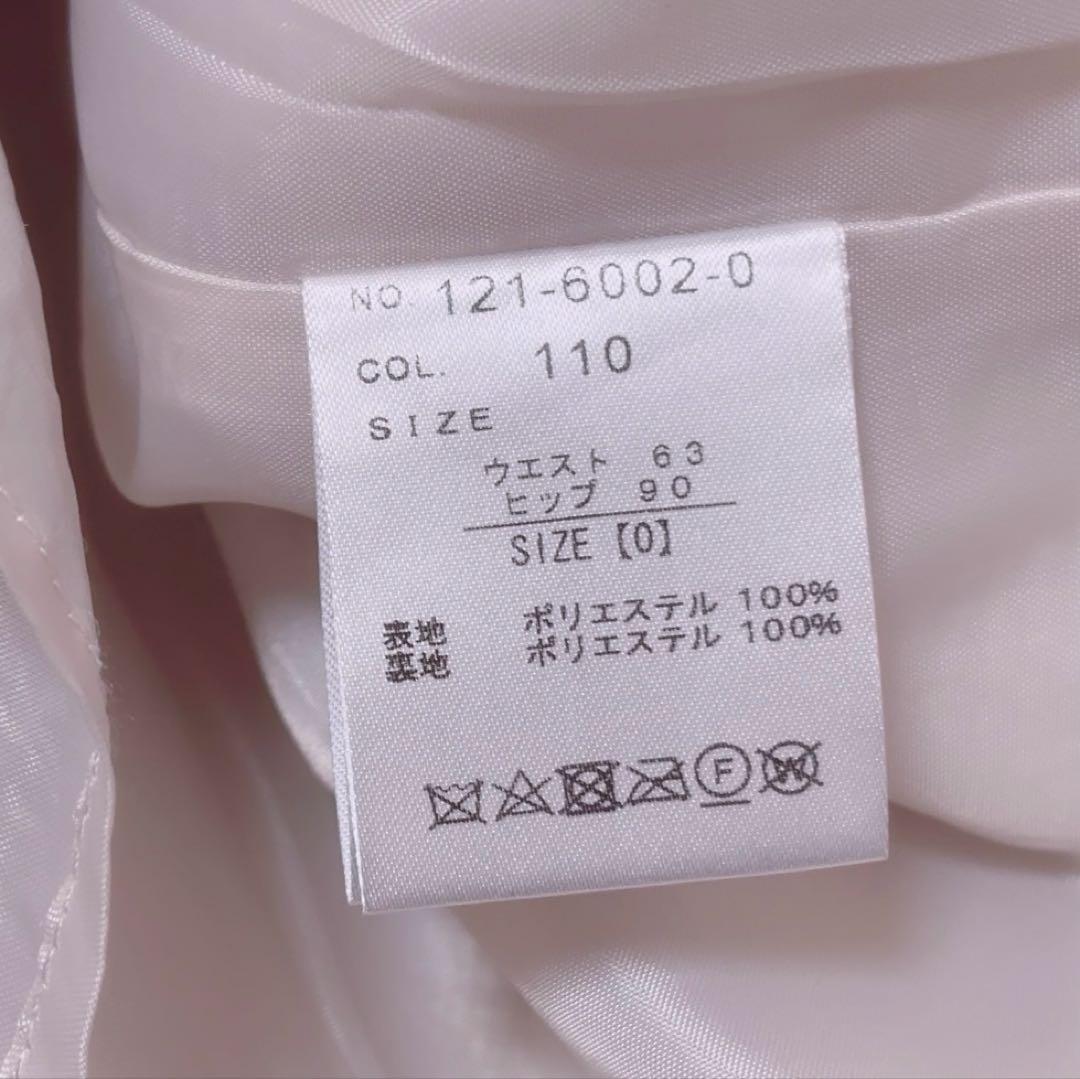 NO. 121-6002-0
COL. 110
SIZE
ウエスト 63
ヒップ 90
SIZE【0】
表地 ポリエステル 100%
裏地 ポリエステル 100%
F W